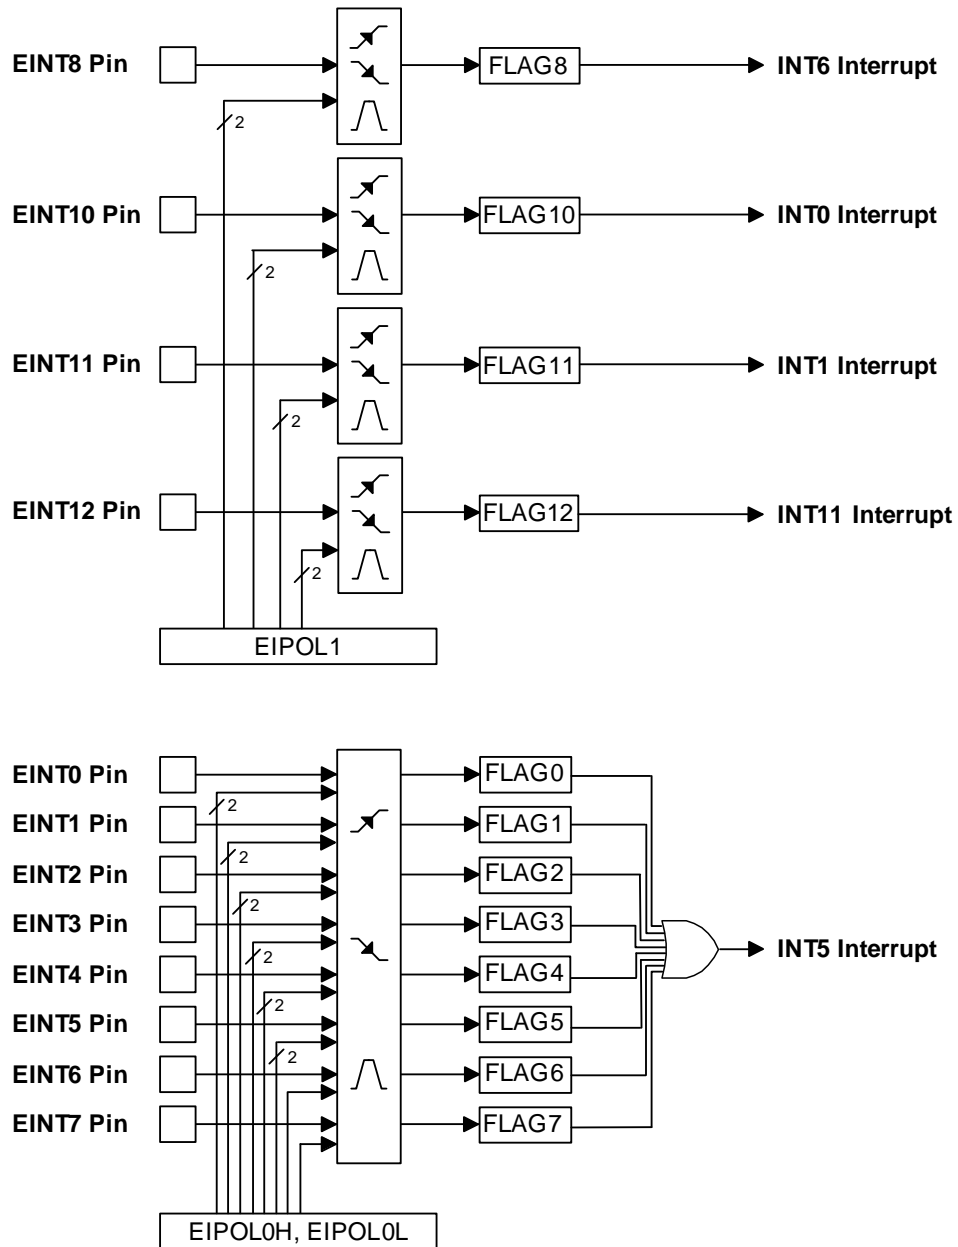 EINT8 Pin FLAG8 INT6 Interrupt
2
EINT10 Pin FLAG10 INT0 Interrupt
2
EINT11 Pin FLAG11 INT1 Interrupt
2
EINT12 Pin FLAG12 INT11 Interrupt
2
EIPOL1
EINT0 Pin FLAG0
2
EINT1 Pin FLAG1
2
EINT2 Pin FLAG2
2
EINT3 Pin FLAG3
INT5 Interrupt
2
EINT4 Pin FLAG4
2
EINT5 Pin FLAG5
2
EINT6 Pin FLAG6
EINT7 Pin FLAG7
EIPOL0H, EIPOL0L